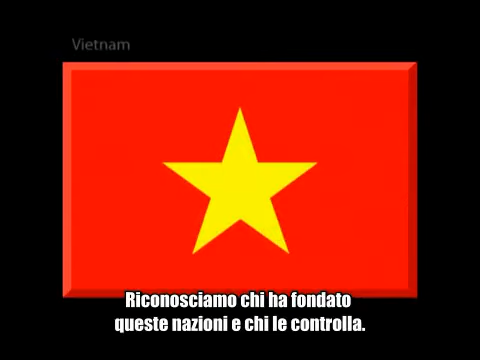 Vietnam
Riconosciamo chi ha fondato
queste nazioni e chi le controlla.